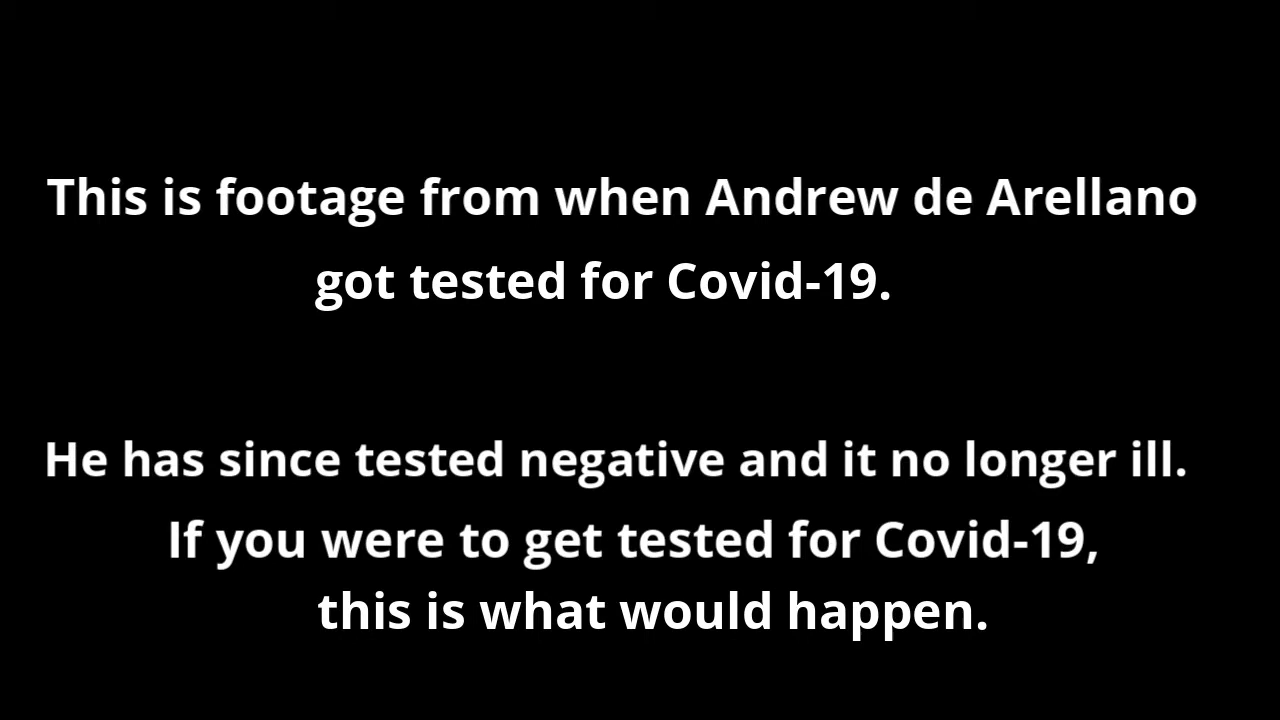 This is footage from when Andrew de Arellano
got tested for Covid-19.
He has since tested negative and it no longer ill.
If you were to get tested for Covid-19,
this is what would happen.